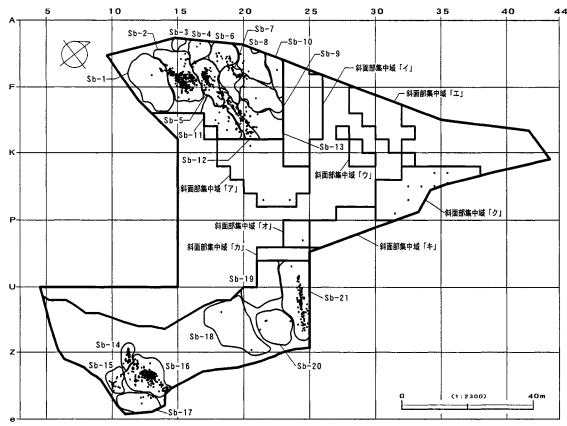 5 10 15 20 25 30 35 40 44
A
F
K
P
U
Z
e
Sb-1
Sb-2
Sb-3
Sb-4
Sb-6
Sb-7
Sb-8
Sb-10
Sb-9
斜面部集中域「イ」
斜面部集中域「エ」
Sb-5
Sb-11
Sb-12
Sb-13
斜面部集中域「ウ」
斜面部集中域「ア」
斜面部集中域「ク」
斜面部集中域「オ」
斜面部集中域「カ」
斜面部集中域「キ」
Sb-19
Sb-21
Sb-18
Sb-20
Sb-14
Sb-15
Sb-16
Sb-17
0 (1:2300) 40m